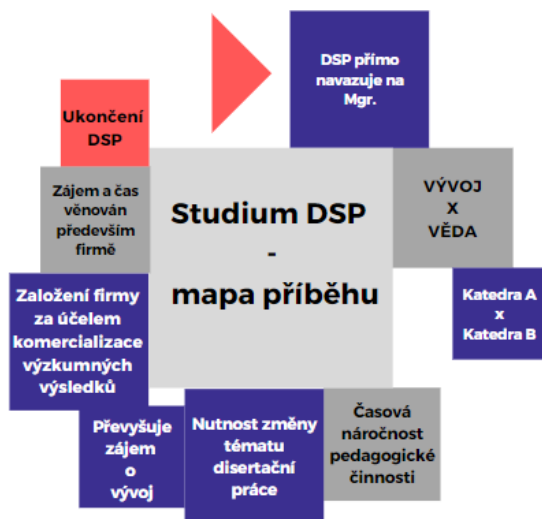 DSP přímo
navazuje na
Mgr.
VÝVOJ
X
VĚDA
Katedra A
x
Katedra B
Časová
náročnost
pedagogické
činnosti
Nutnost změny
tématu
disertační
práce
Převyšuje
zájem
o
vývoj
Založení firmy
za účelem
komercializace
výzkumných
výsledků
Zájem a čas
věnován
především
firmě
Ukončení
DSP
Studium DSP
-
mapa příběhu